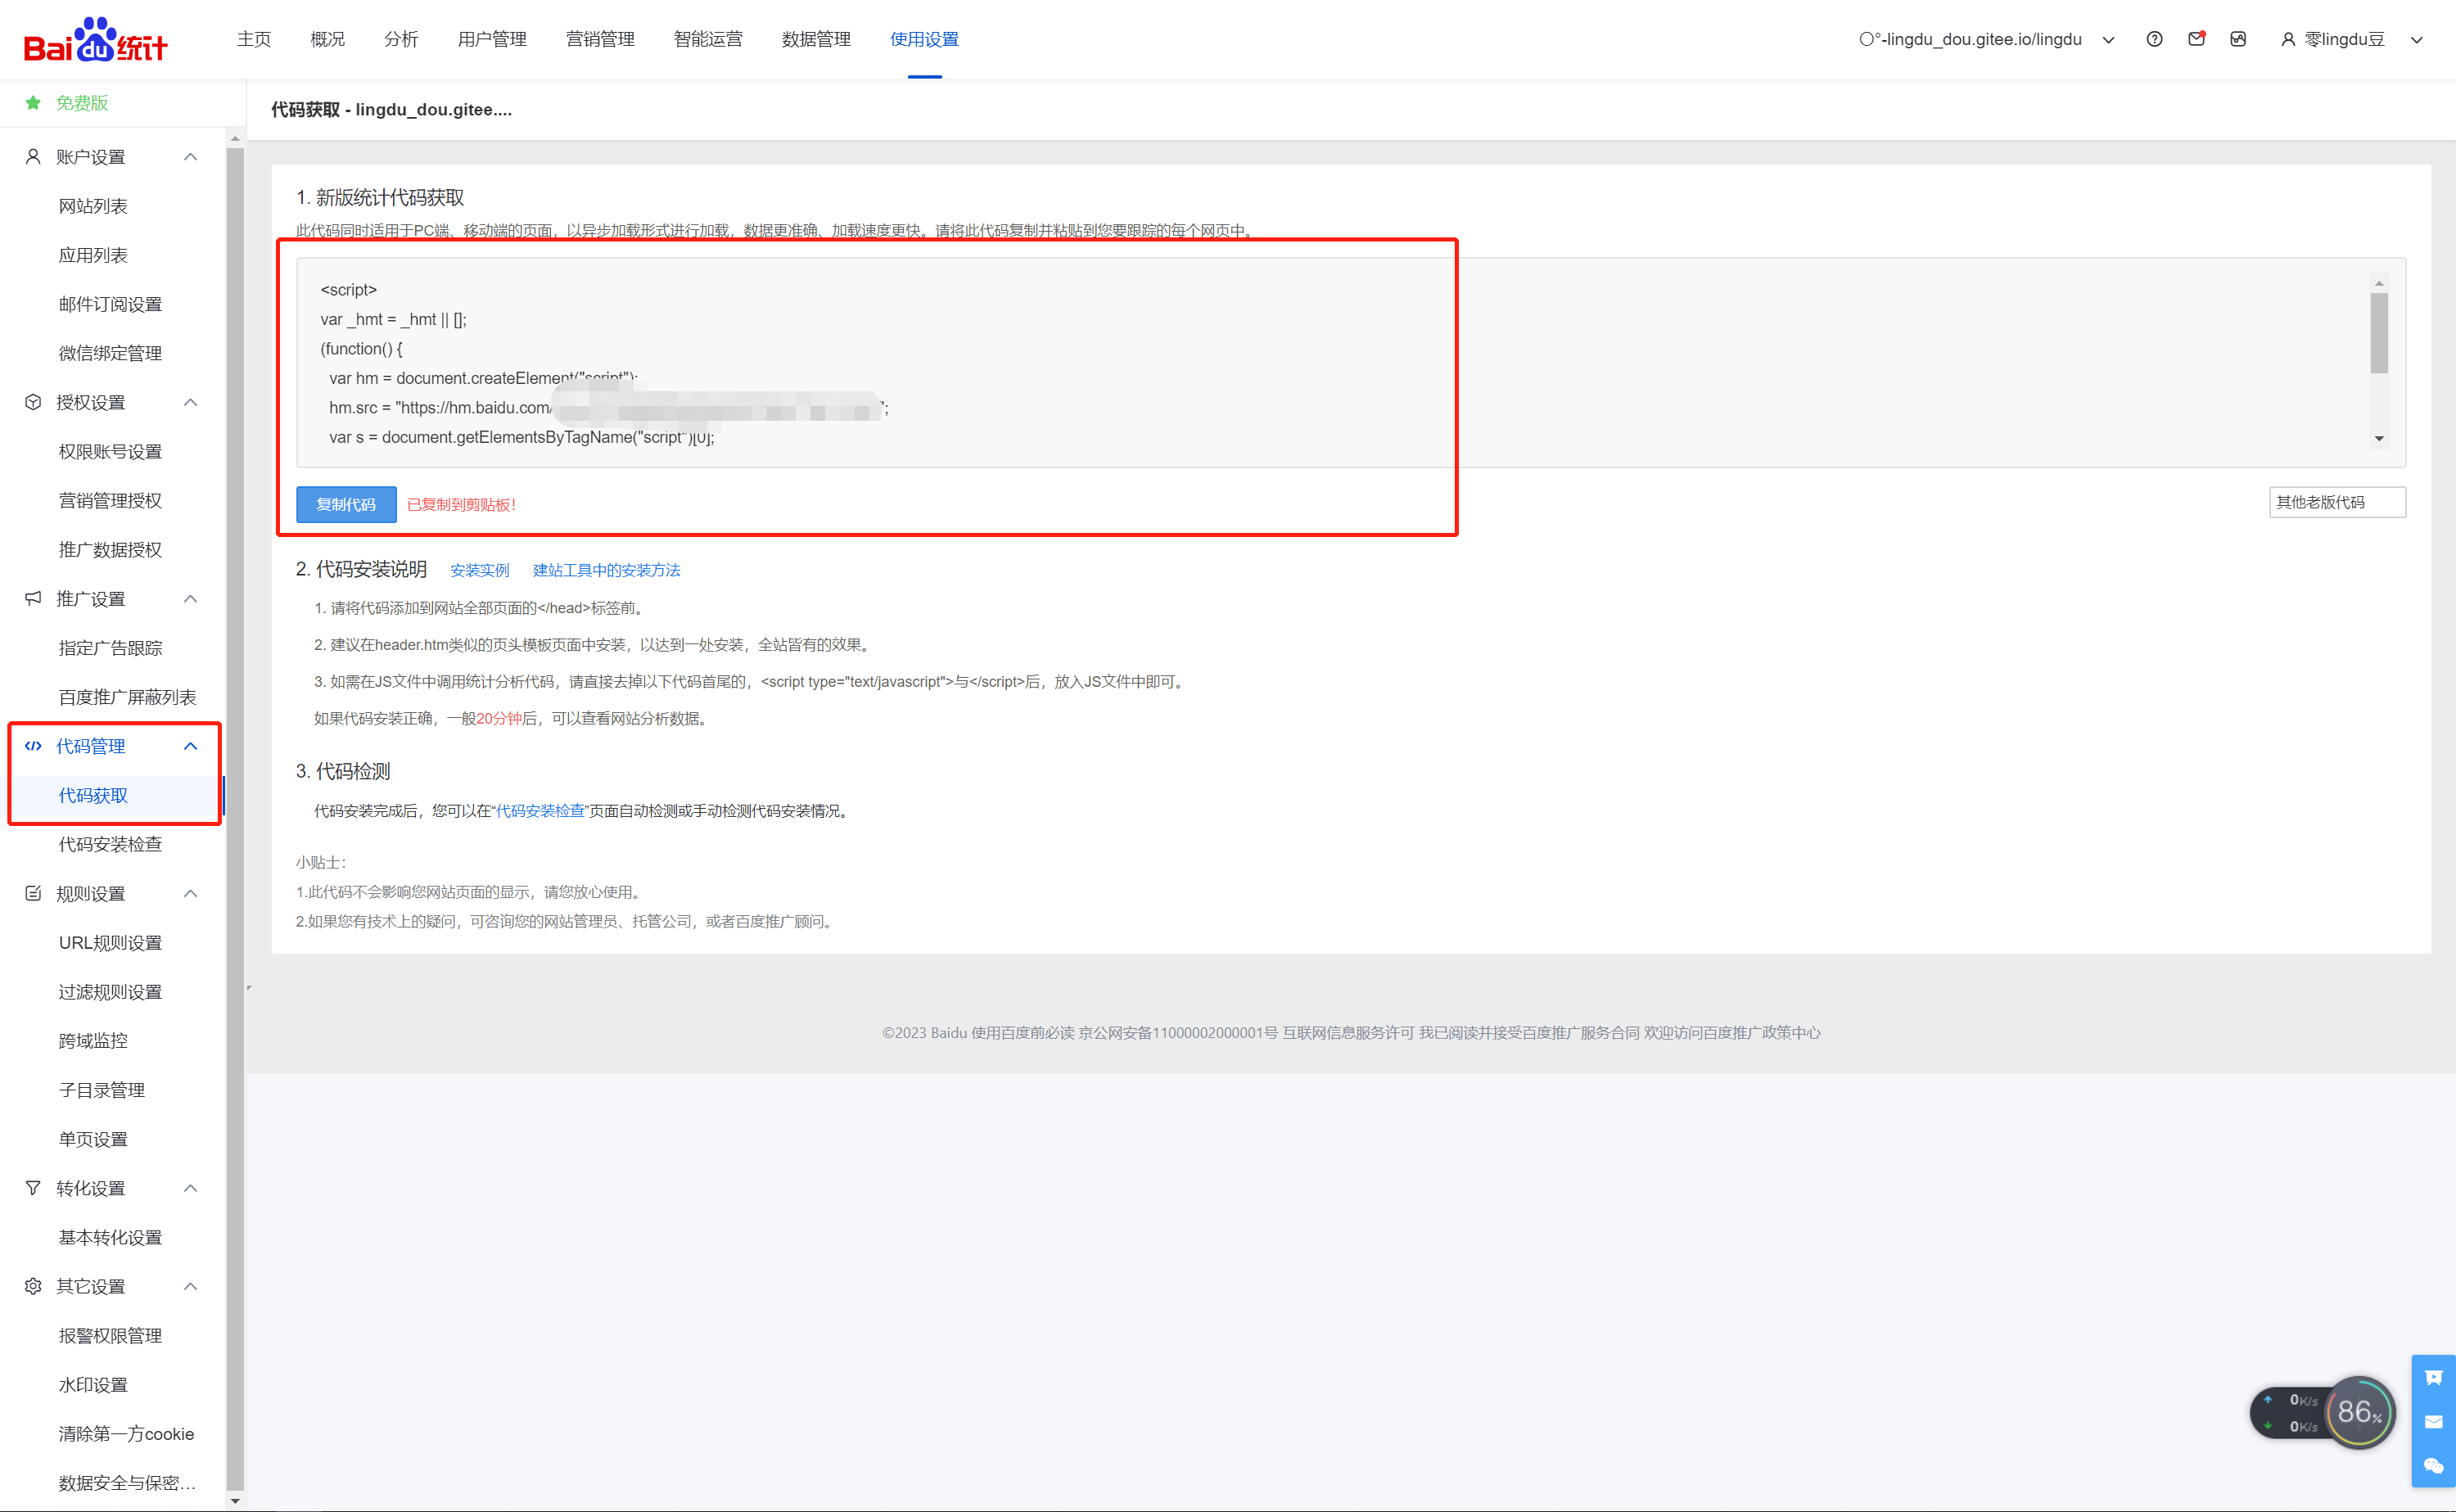 Baidu统计
主页 概况 分析 用户管理 营销管理 智能运营 数据管理 使用设置
-lingdu_dou.gitee.io/lingdu
零lingdu豆
免费版
账户设置
网站列表
应用列表
邮件订阅设置
微信绑定管理
授权设置
权限账号设置
营销管理授权
推广数据授权
推广设置
指定广告跟踪
百度推广屏蔽列表
代码管理
代码获取
代码安装检查
规则设置
URL规则设置
过滤规则设置
跨域监控
子目录管理
单页设置
转化设置
基本转化设置
其它设置
报警权限管理
水印设置
清除第一方cookie
数据安全与保密...
代码获取 - lingdu_dou.gitee....
1. 新版统计代码获取
此代码同时适用于PC端、移动端的页面，以异步加载形式进行加载，数据更准确、加载速度更快。请将此代码复制并粘贴到您要跟踪的每个网页中。
<script>
var _hmt = _hmt || [];
(function() {
var hm = document.createElement("script");
hm.src = "https://hm.baidu.com/ ";
var s = document.getElementsByTagName("script")[0];
复制代码 已复制到剪贴板！
其他老版代码
2. 代码安装说明 安装实例 建站工具中的安装方法
1. 请将代码添加到网站全部页面的</head>标签前。
2. 建议在header.htm类似的页头模板页面中安装，以达到一处安装，全站皆有的效果。
3. 如需在JS文件中调用统计分析代码，请直接去掉以下代码首尾的，<script type="text/javascript">与</script>后，放入JS文件中即可。
如果代码安装正确，一般20分钟后，可以查看网站分析数据。
3. 代码检测
代码安装完成后，您可以在“代码安装检查”页面自动检测或手动检测代码安装情况。
小贴士：
1.此代码不会影响您网站页面的显示，请您放心使用。
2.如果您有技术上的疑问，可咨询您的网站管理员、托管公司，或者百度推广顾问。
©2023 Baidu 使用百度前必读 京公网安备11000002000001号 互联网信息服务许可 我已阅读并接受百度推广服务合同 欢迎访问百度推广政策中心
0K/s
0K/s
86%